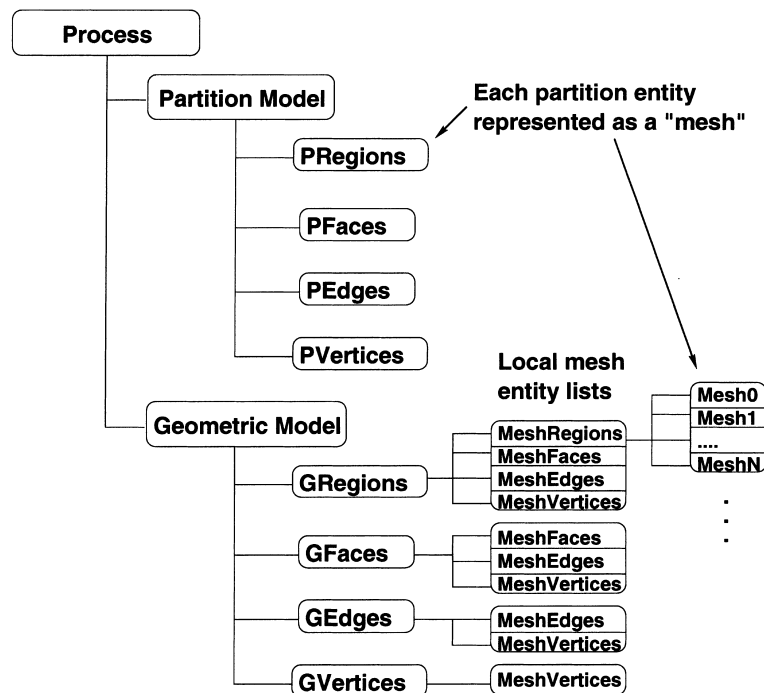 Process
Partition Model
Each partition entity
represented as a "mesh"
PRegions
PFaces
PEdges
PVertices
Local mesh
entity lists
Geometric Model
Mesh0
Mesh1
....
MeshN
MeshRegions
MeshFaces
MeshEdges
MeshVertices
GRegions
GFaces
MeshFaces
MeshEdges
MeshVertices
GEdges
MeshEdges
MeshVertices
GVertices
MeshVertices